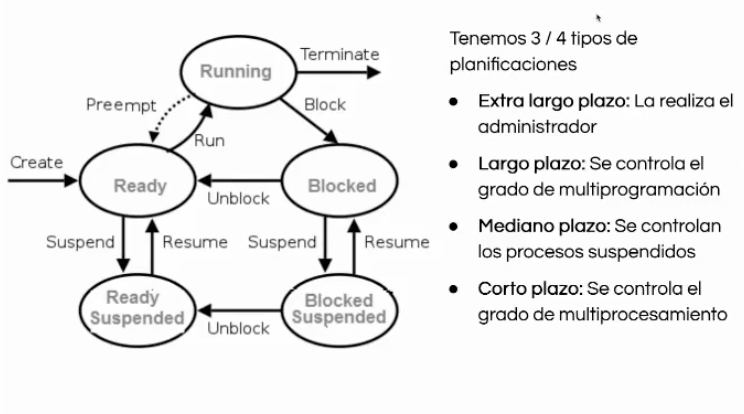 Terminate
Running
Preempt
Block
Run
Create
Ready
Blocked
Unblock
Suspend
Resume
Suspend
Resume
Ready
Suspended
Blocked
Suspended
Unblock
Tenemos 3 / 4 tipos de
planificaciones
● Extra largo plazo: La realiza el
administrador
● Largo plazo: Se controla el
grado de multiprogramación
● Mediano plazo: Se controlan
los procesos suspendidos
● Corto plazo: Se controla el
grado de multiprocesamiento